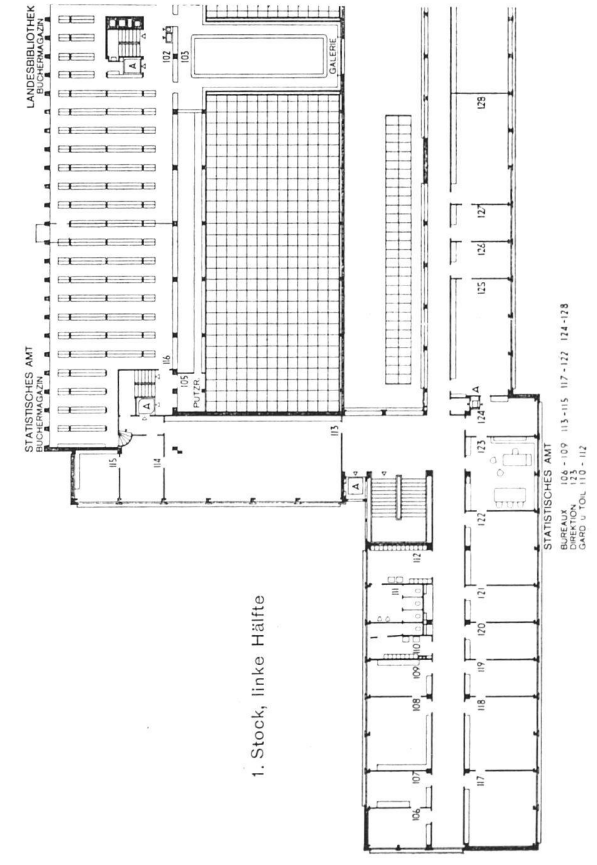 LANDESBIBLIOTHEK
BÜCHERMAGAZIN
102
103
GALERIE
128
127
126
125
STATISTISCHES AMT
BÜCHERMAGAZIN
116
105
PUTZR.
A
A
A
A
115
114
113
124
123
122
121
120
119
118
117
112
111
110
109
108
107
106
1. Stock, linke Hälfte
STATISTISCHES AMT
BUREAUX 106-109 113-115 117-122 124-128
DIREKTION 123
GARD U TOIL 110-112